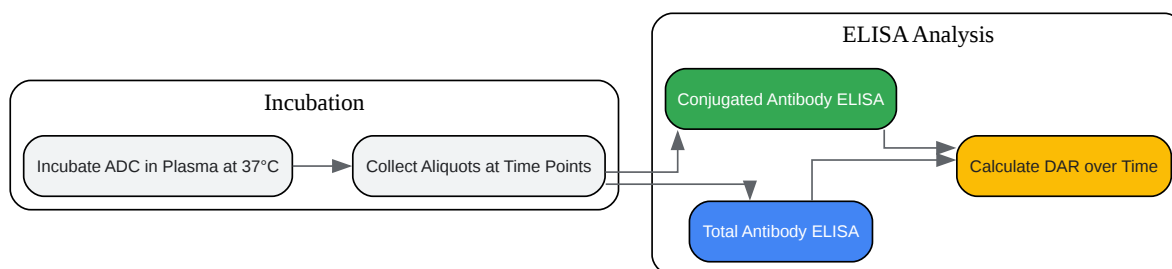 ELISA Analysis
Incubation
Conjugated Antibody ELISA
Incubate ADC in Plasma at 37°C
Collect Aliquots at Time Points
Calculate DAR over Time
Total Antibody ELISA